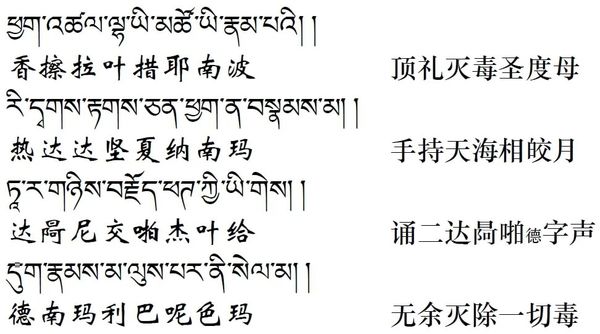 ཕྱག་འཚལ་ལྷ་ཡི་མཚོ་ཡི་རྣམ་པའི། །
香擦拉叶措耶南波 顶礼灭毒圣度母
རི་དྭགས་རྟགས་ཅན་ཕྱག་ན་བསྣམས་མ། །
热达达坚夏纳南玛 手持天海相皎月
ཏཱ་ར་གཉིས་བརྗོད་ཕཊ་ཀྱི་ཡི་གེས། །
达咼尼交啪杰叶给 诵二达咼啪德字声
དུག་རྣམས་མ་ལུས་པར་ནི་སེལ་མ། །
德南玛利巴呢色玛 无余灭除一切毒